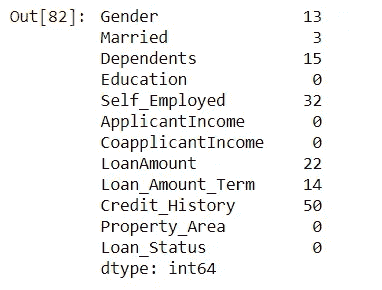 Out[82]: Gender 13
Married 3
Dependents 15
Education 0
Self_Employed 32
ApplicantIncome 0
CoapplicantIncome 0
LoanAmount 22
Loan_Amount_Term 14
Credit_History 50
Property_Area 0
Loan_Status 0
dtype: int64